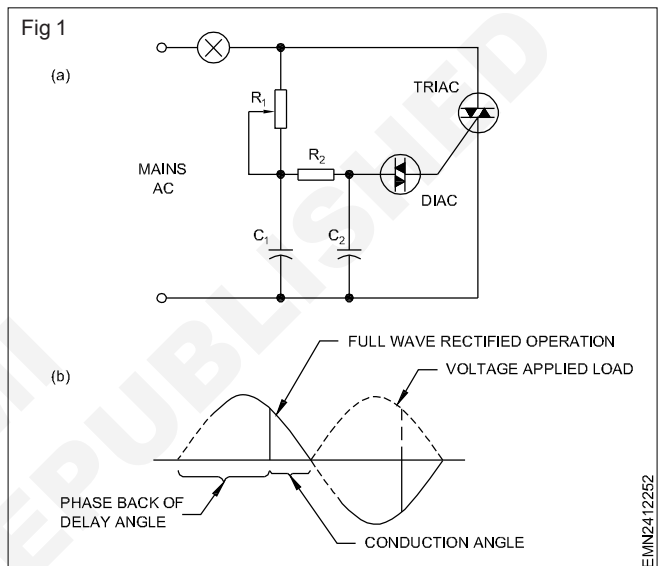 Fig 1
(a)
R1
TRIAC
R2
MAINS
AC
DIAC
C1
C2
FULL WAVE RECTIFIED OPERATION
(b)
VOLTAGE APPLIED LOAD
PHASE BACK OF
DELAY ANGLE
CONDUCTION ANGLE
EMN2412252
EPUBLISHED